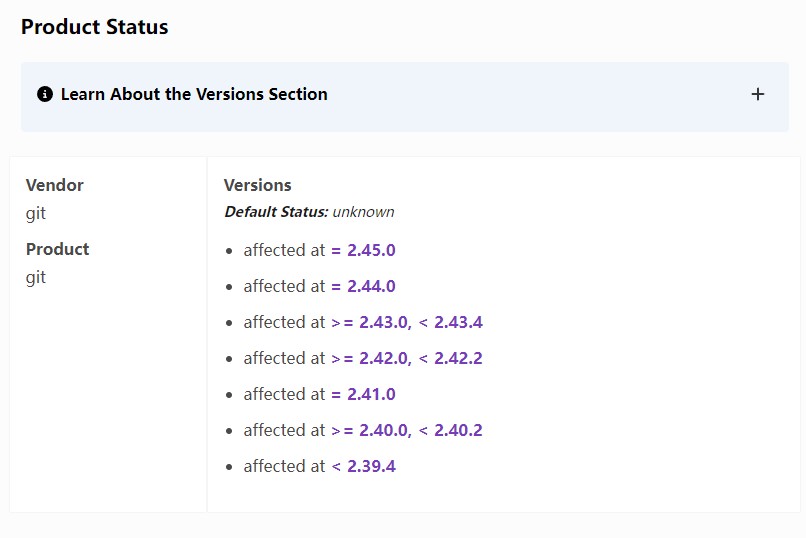 Product Status
Learn About the Versions Section
Vendor
git
Product
git
Versions
Default Status: unknown
• affected at = 2.45.0
• affected at = 2.44.0
• affected at >= 2.43.0, < 2.43.4
• affected at >= 2.42.0, < 2.42.2
• affected at = 2.41.0
• affected at >= 2.40.0, < 2.40.2
• affected at < 2.39.4